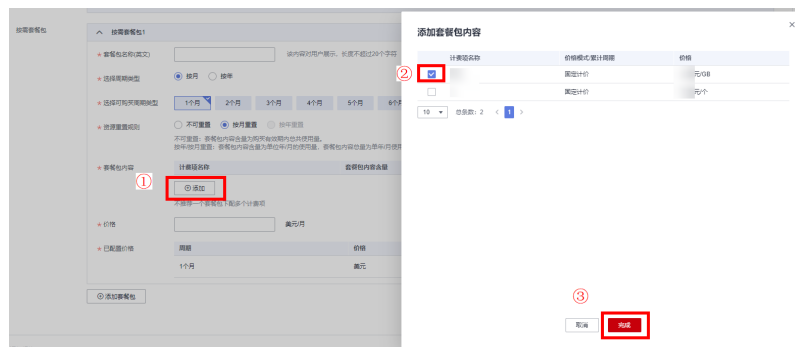 按需套餐包
按需套餐包1
* 套餐包名称(英文)
该内容对用户展示、长度不超过20个字符
* 选择周期类型
按月
按年
* 选择可购买周期类型
1个月
2个月
3个月
4个月
5个月
6个月
* 资源重置规则
不可重置
按月重置
按年重置
不可重置：套餐包内容含量为购买有效期内总共使用量。
按年/按月重置：套餐包内容含量为单位年/月的使用量，套餐包内容总量为单年/月使用
* 套餐包内容
计费项名称
套餐包内容含量
①
添加
不推荐一个套餐包下配多个计费项
* 价格
美元/月
* 已配置价格
周期
价格
1个月
美元
添加套餐包
添加套餐包内容
×
计费项名称
价格模式/累计周期
价格
②
固定计价
元/GB
固定计价
元/个
10
总条数：2
<
1
>
③
取消
完成